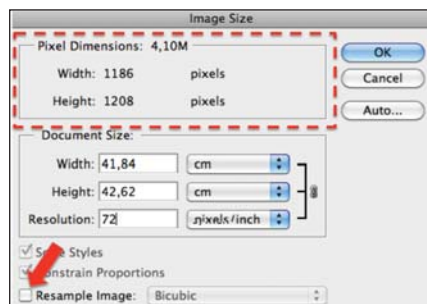 Image Size
Pixel Dimensions: 4,10M
Width: 1186 pixels
Height: 1208 pixels
OK
Cancel
Auto...
Document Size:
Width: 41,84 cm
Height: 42,62 cm
Resolution: 72 pixels/inch
Styles
Constrain Proportions
Resample Image: Bicubic